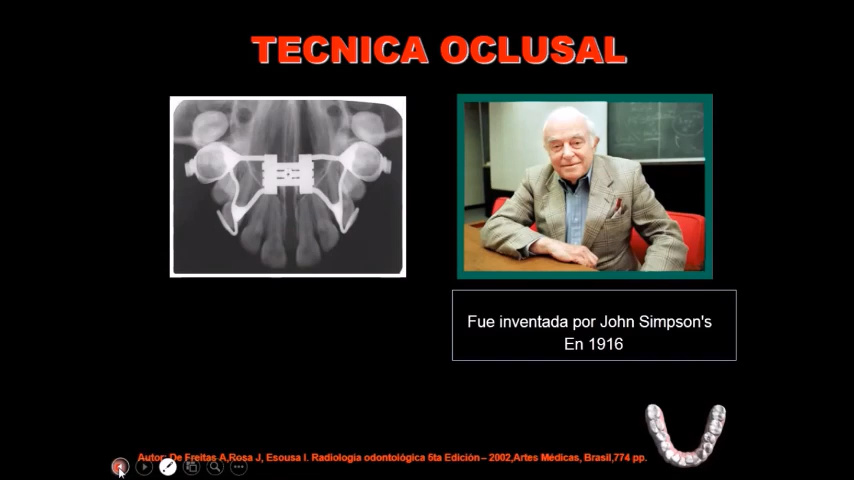 TECNICA OCLUSAL
Fue inventada por John Simpson's
En 1916
Autor: De Freitas A,Rosa J, Esousa I. Radiología odontológica 5ta Edición – 2002,Artes Médicas, Brasil,774 pp.